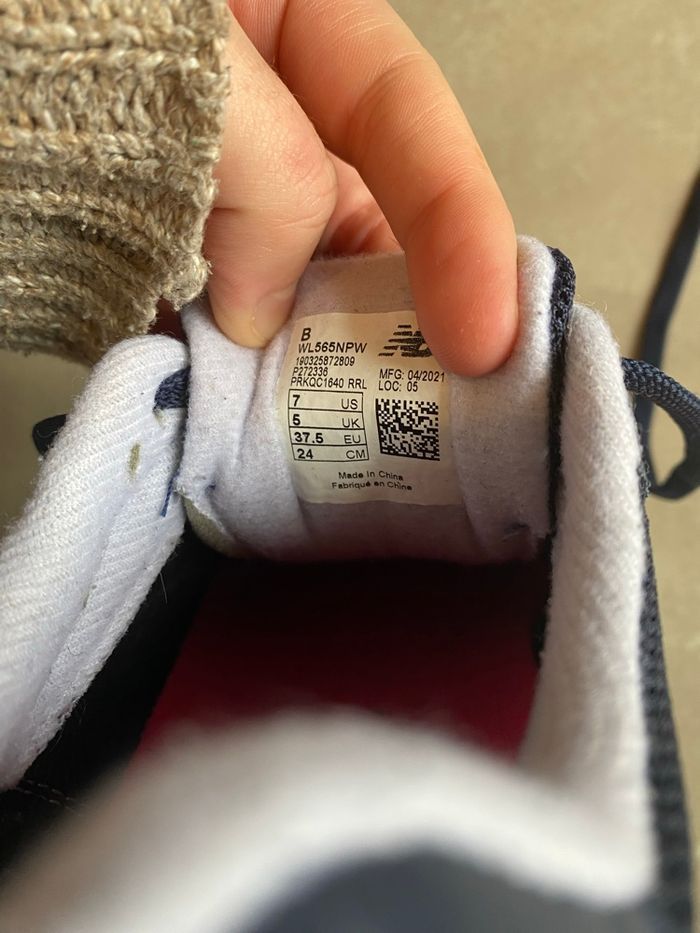 B
WL565NPW
190325872809
P272336
PRKQC1640 RRL
MFG: 04/2021
LOC: 05
7 US
5 UK
37.5 EU
24 CM
Made in China
Fabriqué en China